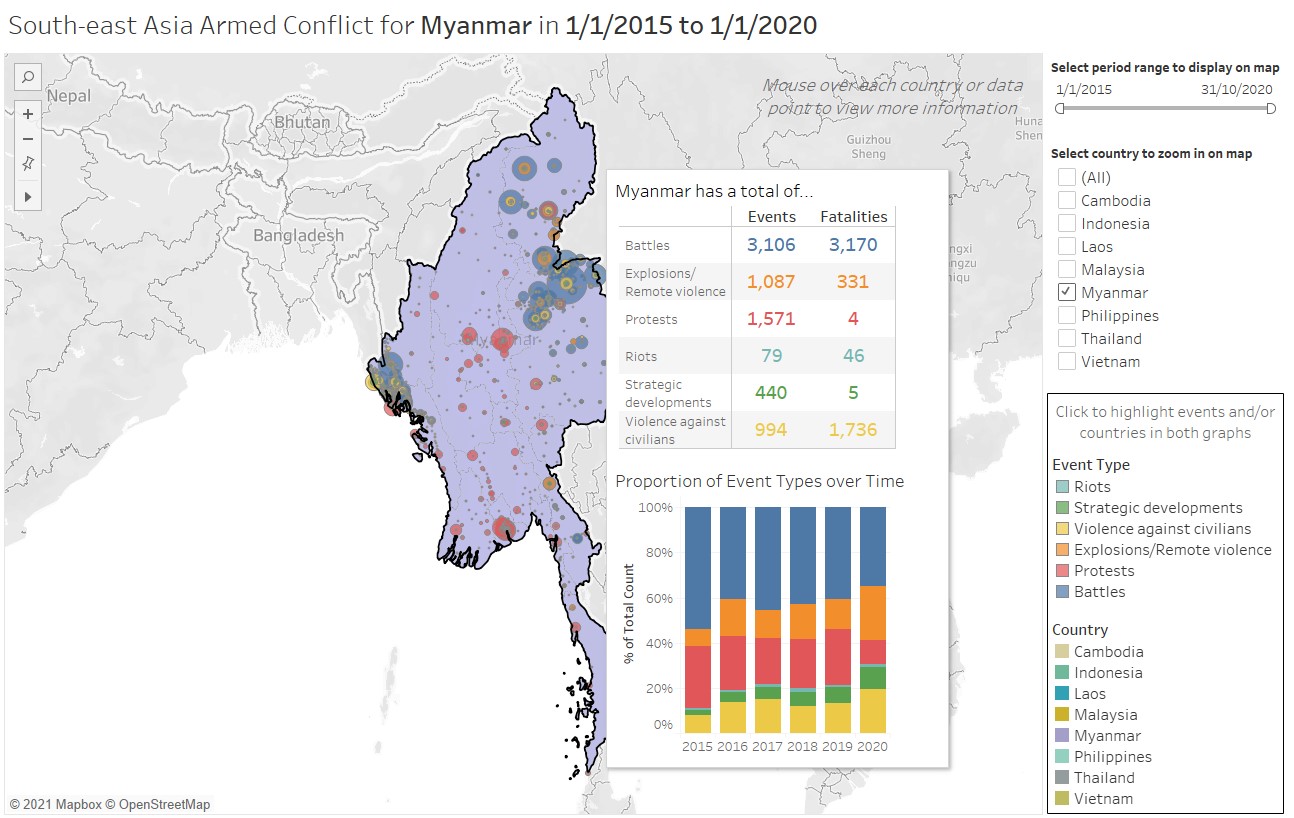 South-east Asia Armed Conflict for Myanmar in 1/1/2015 to 1/1/2020
Nepal
Bhutan
Bangladesh
Myanmar
Mouse over each country or data
point to view more information
Guizhou
Sheng
Huna
Shen
ngxi
ngzu
hiqu
Myanmar has a total of...
Events Fatalities
Battles 3,106 3,170
Explosions/
Remote violence 1,087 331
Protests 1,571 4
Riots 79 46
Strategic
developments 440 5
Violence against
civilians 994 1,736
Proportion of Event Types over Time
% of Total Count
100%
80%
60%
40%
20%
0%
2015 2016 2017 2018 2019 2020
© 2021 Mapbox © OpenStreetMap
Select period range to display on map
1/1/2015 31/10/2020
Select country to zoom in on map
(All)
Cambodia
Indonesia
Laos
Malaysia
Myanmar
Philippines
Thailand
Vietnam
Click to highlight events and/or
countries in both graphs
Event Type
Riots
Strategic developments
Violence against civilians
Explosions/Remote violence
Protests
Battles
Country
Cambodia
Indonesia
Laos
Malaysia
Myanmar
Philippines
Thailand
Vietnam